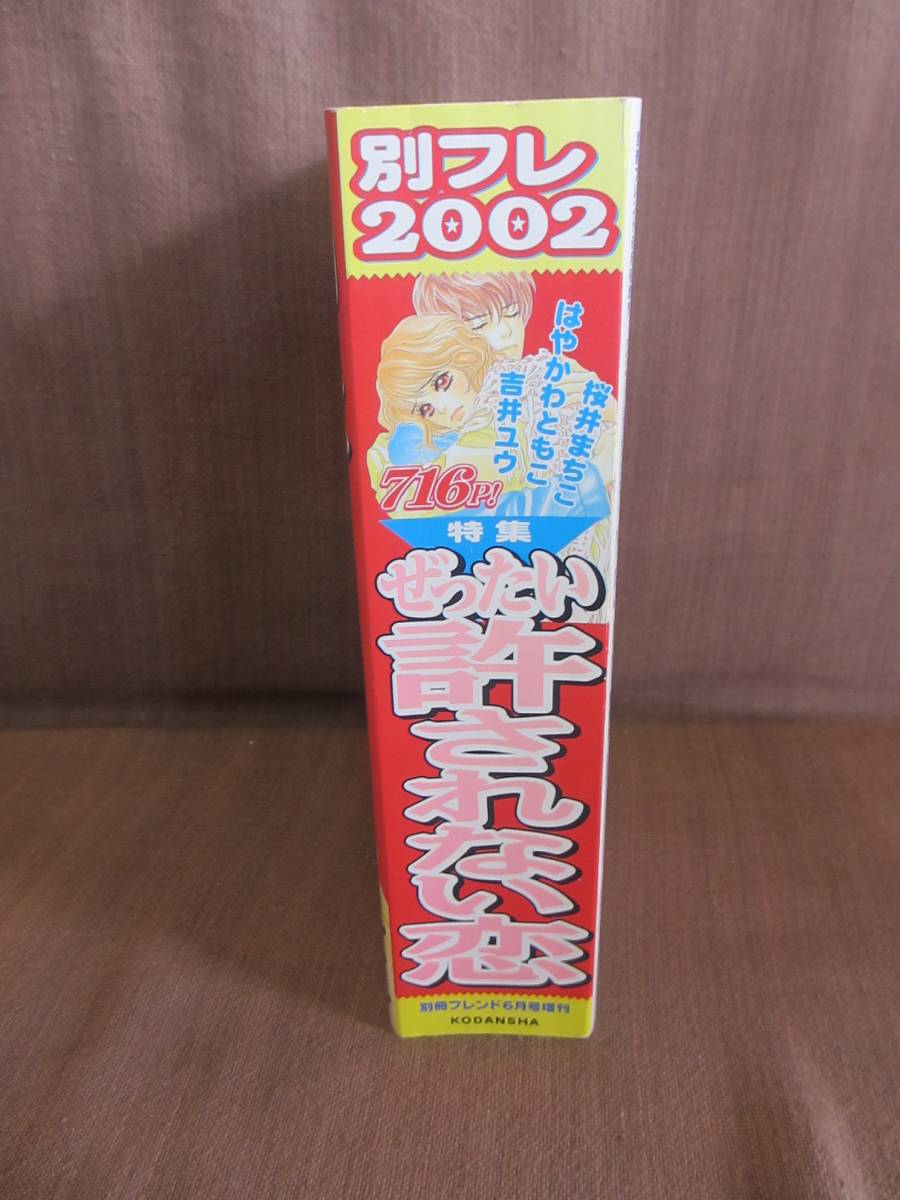 別フレ
2002
桜井まちこ
はやかわともこ
吉井ユウ
716P!
特集
ぜったい
許されない恋
別冊フレンド6月号増刊
KODANSHA